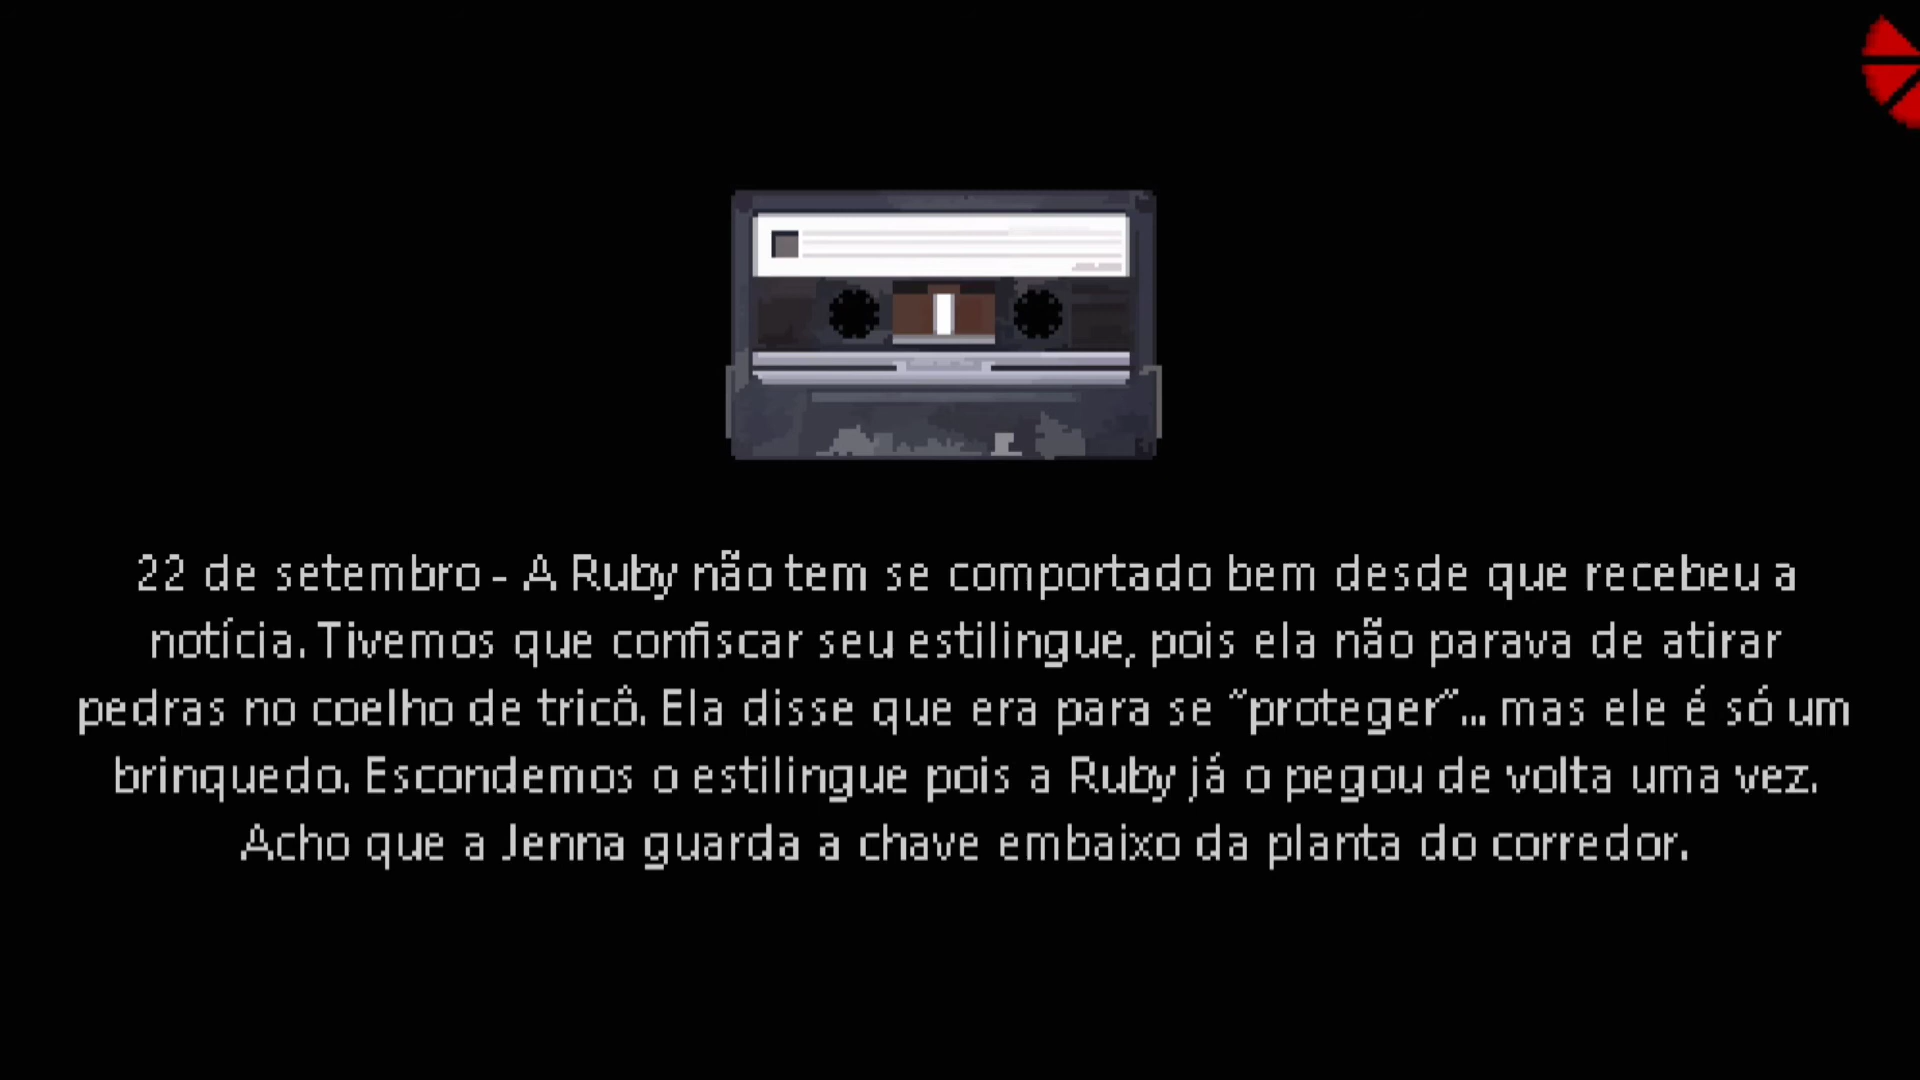 22 de setembro - A Ruby não tem se comportado bem desde que recebeu a
notícia. Tivemos que confiscar seu estilingue, pois ela não parava de atirar
pedras no coelho de tricô. Ela disse que era para se "proteger"... mas ele é só um
brinquedo. Escondemos o estilingue pois a Ruby já o pegou de volta uma vez.
Acho que a Jenna guarda a chave embaixo da planta do corredor.